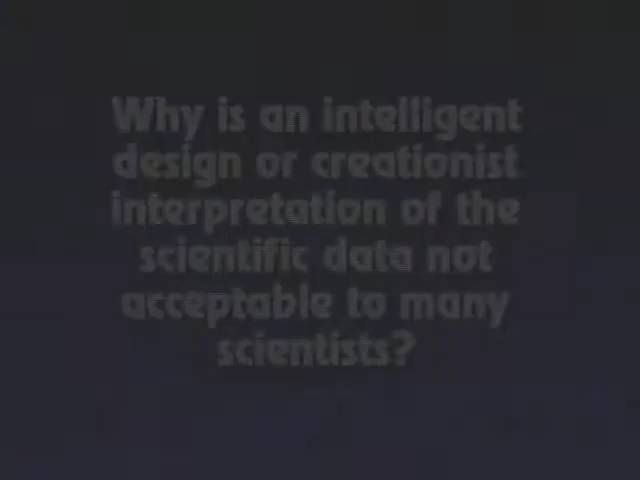 Why is an intelligent
design or creationist
interpretation of the
scientific data not
acceptable to many
scientists?